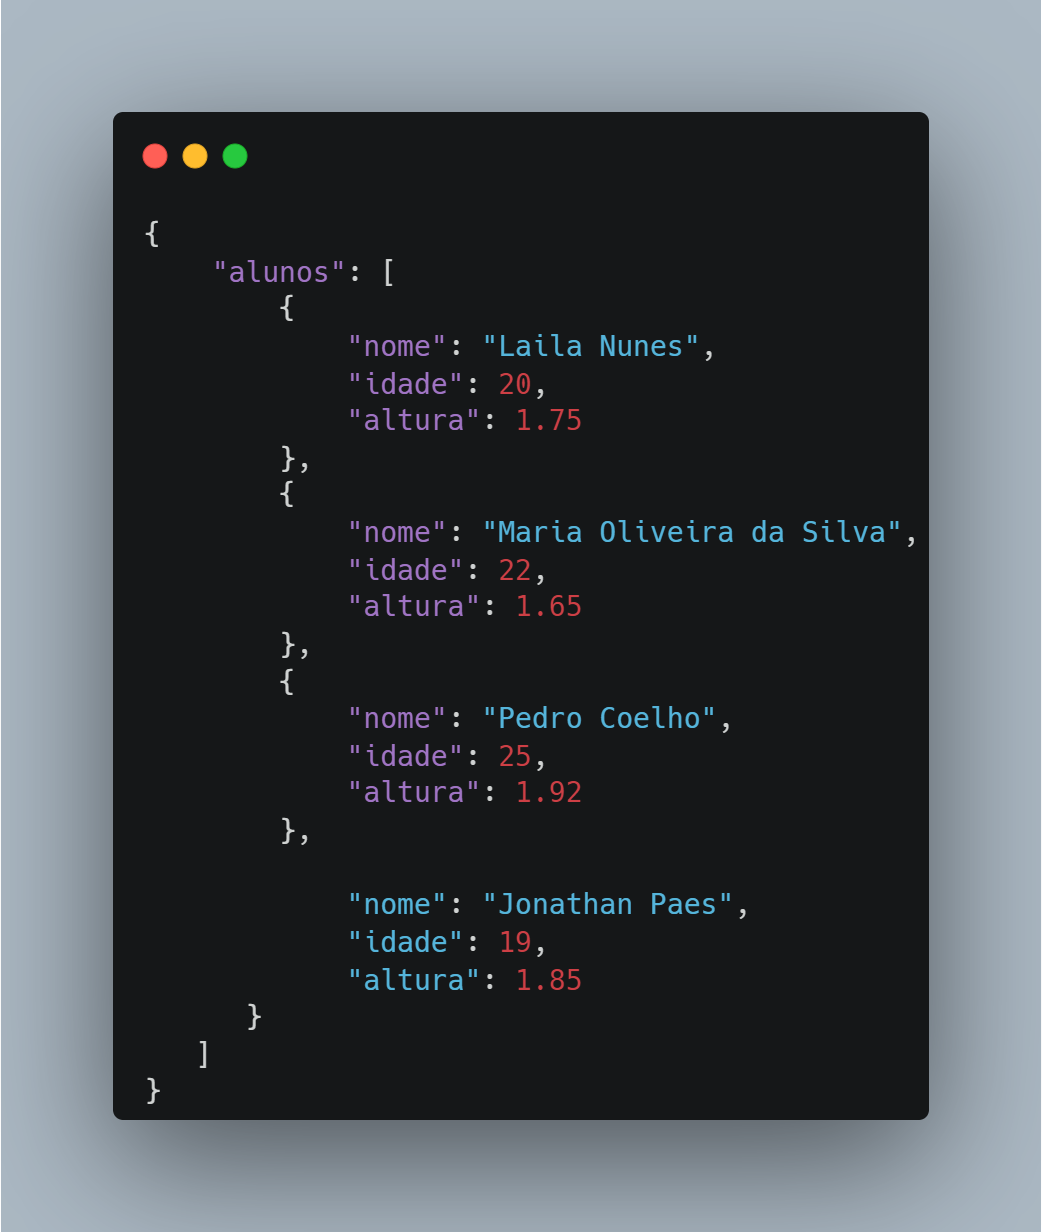 {
    "alunos": [
        {
            "nome": "Laila Nunes",
            "idade": 20,
            "altura": 1.75
        },
        {
            "nome": "Maria Oliveira da Silva",
            "idade": 22,
            "altura": 1.65
        },
        {
            "nome": "Pedro Coelho",
            "idade": 25,
            "altura": 1.92
        },

            "nome": "Jonathan Paes",
            "idade": 19,
            "altura": 1.85
      }
   ]
}